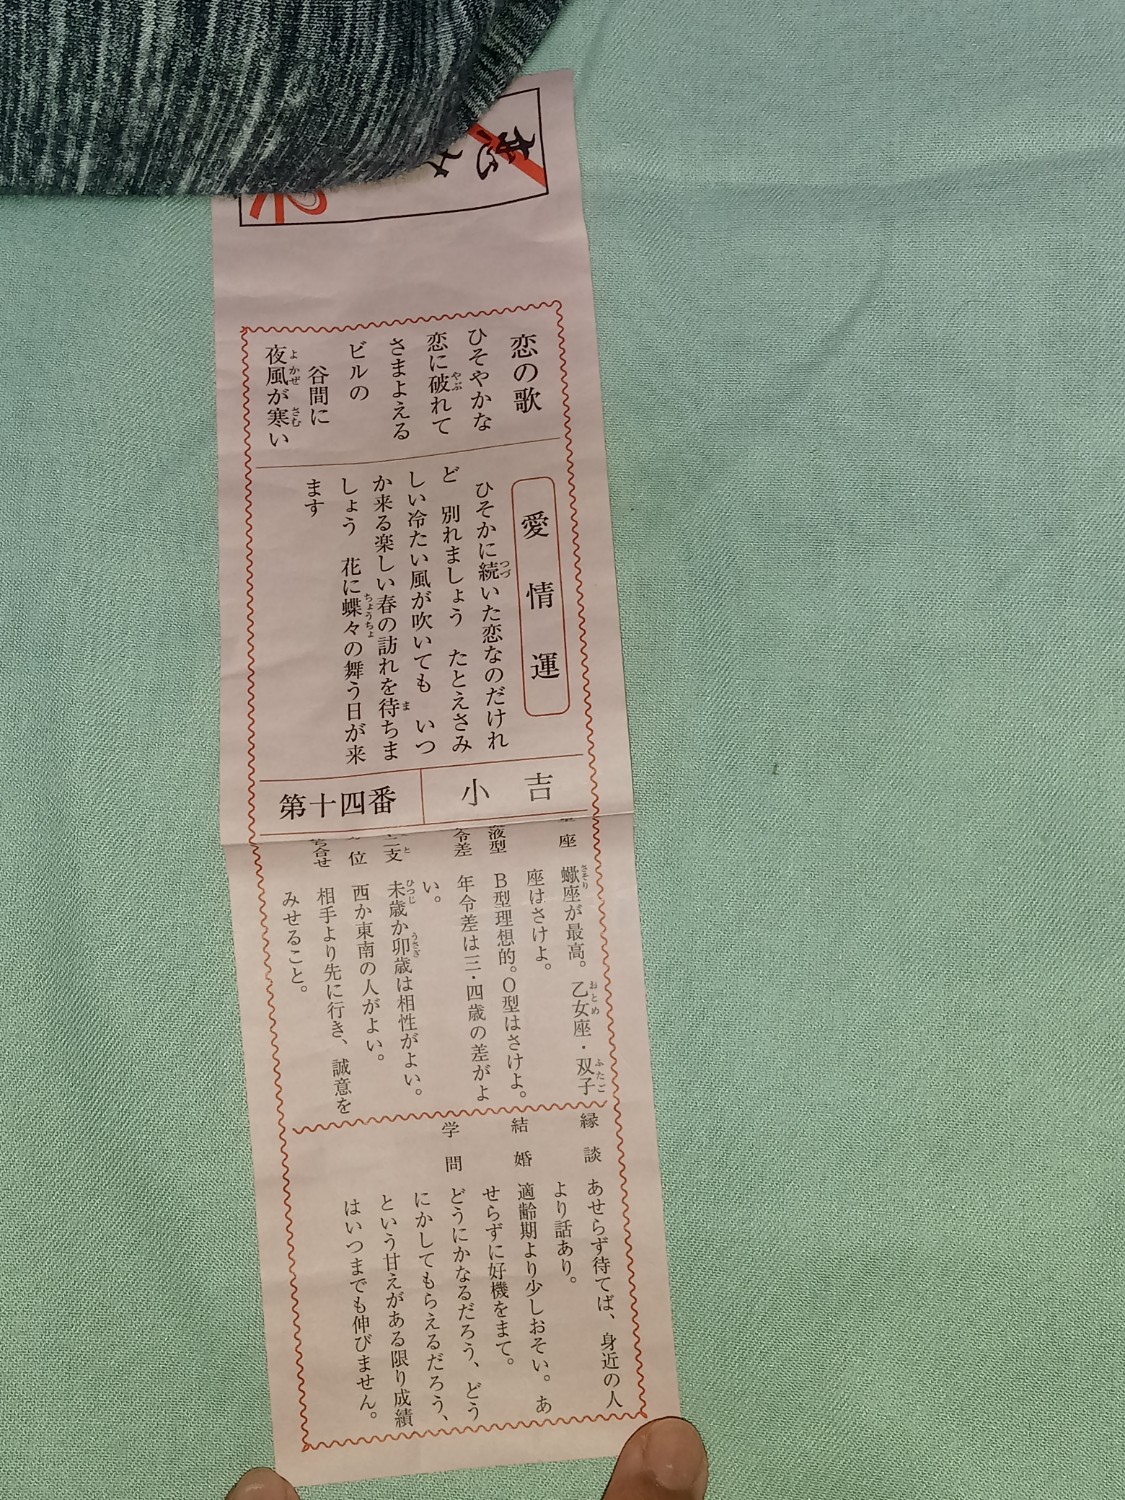 恋み
恋の歌
ひそやかな
恋に破れて
さまよえる
ビルの
谷間に
夜風が寒い
愛情運
ひそかに続いた恋なのだけれ
ど 別れましょう たとえさみ
しい冷たい風が吹いても いつ
か来る楽しい春の訪れを待ちま
しょう 花に蝶々の舞う日が来
ます
小吉
第十四番
座 蠍座が最高。乙女座・双子
座はさけよ。
液型 B型理想的。O型はさけよ。
令差 年令差は三・四歳の差がよ
い。
支 未歳か卯歳は相性がよい。
位 西か東南の人がよい。
合せ 相手より先に行き、誠意を
みせること。
縁談 あせらず待てば、身近の人
より話あり。
結婚 適齢期より少しおそい。あ
せらずに好機をまて。
学問 どうにかなるだろう、どう
にかしてもらえるだろう、
という甘えがある限り成績
はいつまでも伸びません。